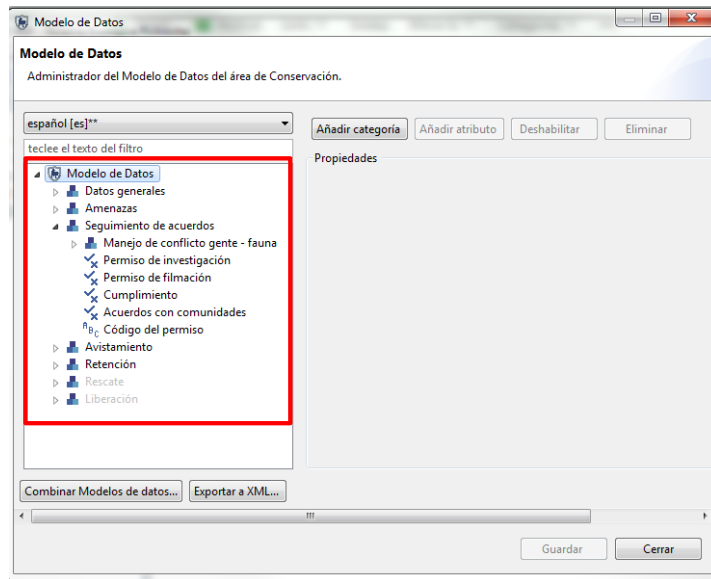 Modelo de Datos
Modelo de Datos
Administrador del Modelo de Datos del área de Conservación.
español [es]**
Añadir categoría Añadir atributo Deshabilitar Eliminar
teclee el texto del filtro
Propiedades
Modelo de Datos
Datos generales
Amenazas
Seguimiento de acuerdos
Manejo de conflicto gente - fauna
Permiso de investigación
Permiso de filmación
Cumplimiento
Acuerdos con comunidades
ABC Código del permiso
Avistamiento
Retención
Rescate
Liberación
Combinar Modelos de datos... Exportar a XML...
Guardar Cerrar